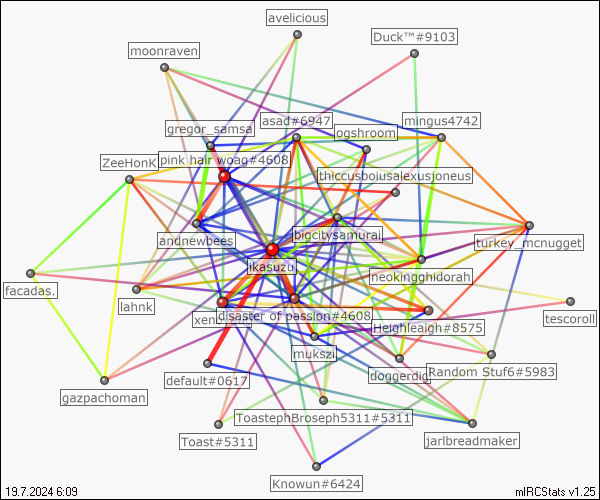 avelicious
Duck™#9103
moonraven
asad#6947
mingus4742
gregor_samsa
ogshroom
ZeeHonK
pink hair woag#4608
thiccusboiusalexusjoneus
bigcitysamurai
andnewbees
turkey_mcnugget
ikasuzu
heckingghidorah
facadas.
lahnk
tescoroll
xen
disaster of passion#4608
Heighleaigh#8575
mukszi
doggerdig
Random Stuf6#5983
default#0617
gazpachoman
ToastephBroseph5311#5311
Toast#5311
jarlbreadmaker
Knowun#6424
19.7.2024 6:09
mIRCStats v1.25